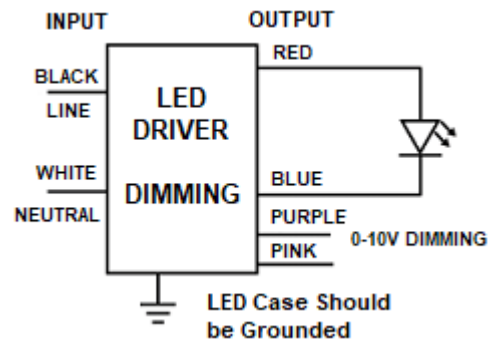 INPUT
OUTPUT
RED
BLACK
LINE
LED
DRIVER
DIMMING
WHITE
NEUTRAL
BLUE
PURPLE
PINK
0-10V DIMMING
LED Case Should
be Grounded